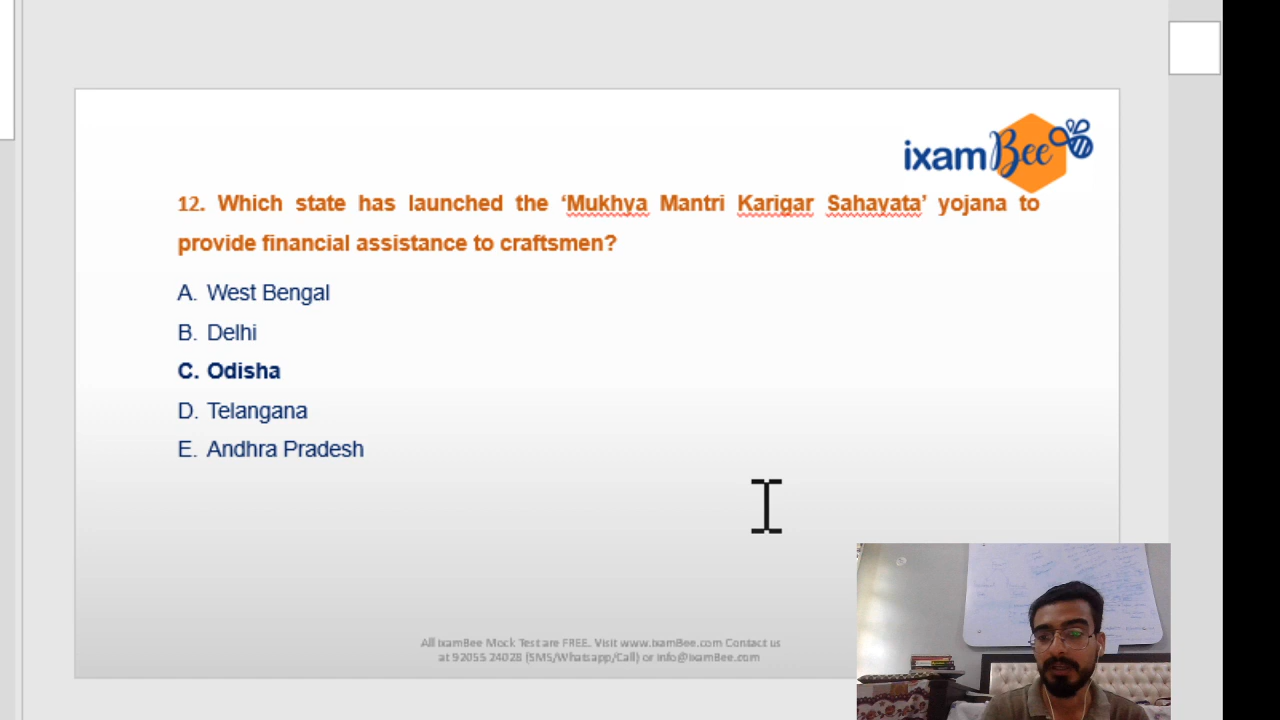 ixamBee
12. Which state has launched the ‘Mukhya Mantri Karigar Sahayata’ yojana to
provide financial assistance to craftsmen?
A. West Bengal
B. Delhi
C. Odisha
D. Telangana
E. Andhra Pradesh
All ixamBee Mock Test are FREE. Visit www.ixamBee.com Contact us
at 92055 24028 (SMS/Whatsapp/Call) or info@ixamBee.com